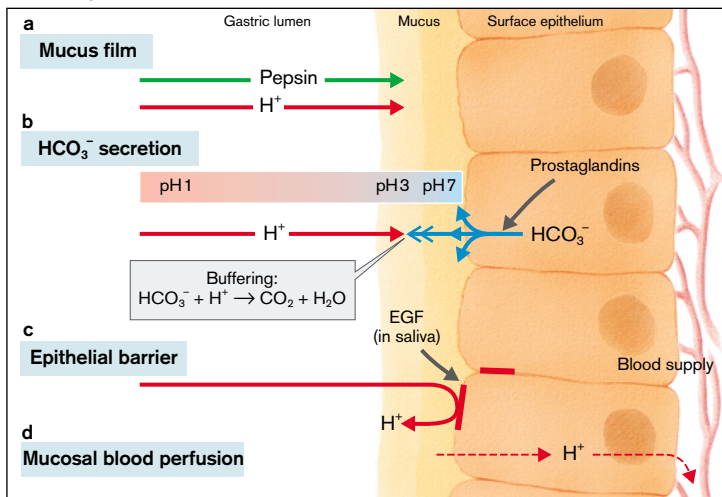 Gastric lumen Mucus Surface epithelium
a
Mucus film
Pepsin
H⁺
b
HCO₃⁻ secretion
Prostaglandins
pH1 pH3 pH7
H⁺ HCO₃⁻
Buffering:
HCO₃⁻ + H⁺ → CO₂ + H₂O
c
EGF
(in saliva)
Epithelial barrier
Blood supply
H⁺
d
Mucosal blood perfusion
H⁺